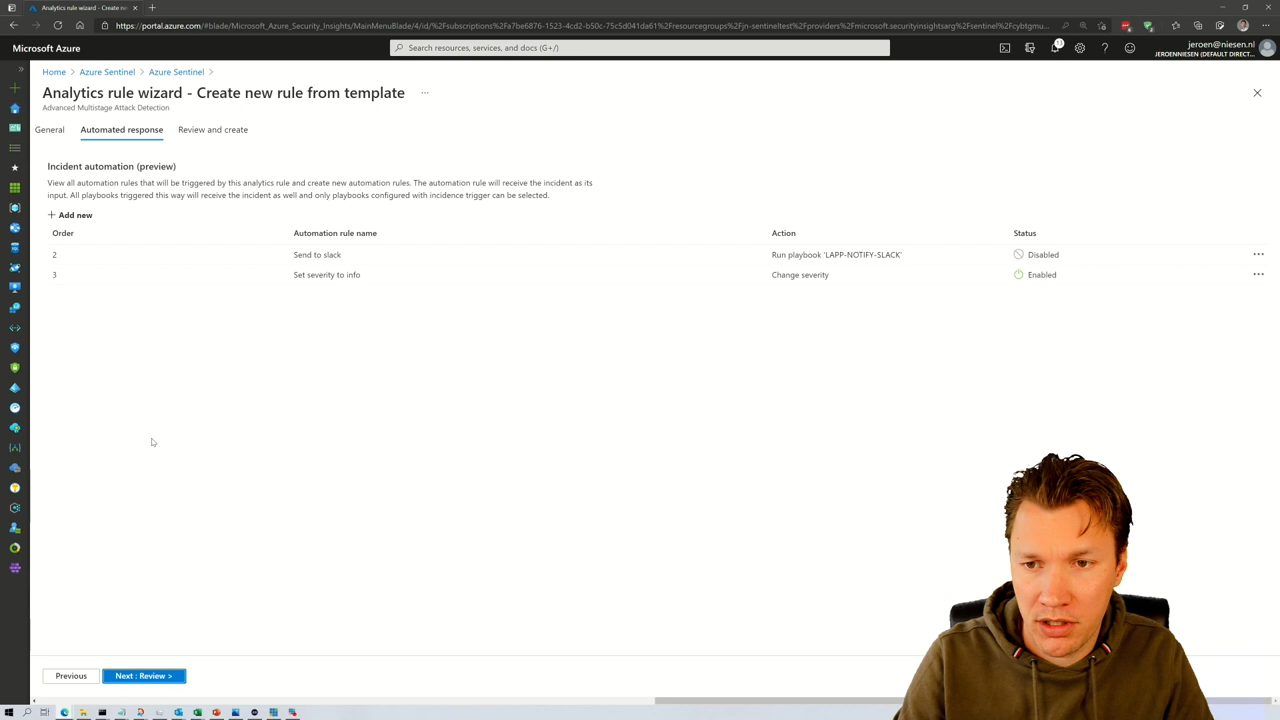 Analytics rule wizard - Create ne
https://portal.azure.com/#blade/Microsoft_Azure_Security_Insights/MainMenuBlade/4/id/%2Fsubscriptions%2Fa7be6876-1523-4cd2-b50c-75c5d041da61%2Fresourcegroups%2Fjn-sentineltest%2Fproviders%2Fmicrosoft.securityinsightsarg%2Fsentinel%2Fcybtgmu...
Microsoft Azure
Search resources, services, and docs (G+/)
11
jeroen@niesen.nl
JEROENNIESEN (DEFAULT DIRECT...
Home > Azure Sentinel > Azure Sentinel >
Analytics rule wizard - Create new rule from template ...
Advanced Multistage Attack Detection
General Automated response Review and create
Incident automation (preview)
View all automation rules that will be triggered by this analytics rule and create new automation rules. The automation rule will receive the incident as its
input. All playbooks triggered this way will receive the incident as well and only playbooks configured with incidence trigger can be selected.
+ Add new
Order Automation rule name Action Status
2 Send to slack Run playbook 'LAPP-NOTIFY-SLACK' Disabled ...
3 Set severity to info Change severity Enabled ...
Previous Next : Review >